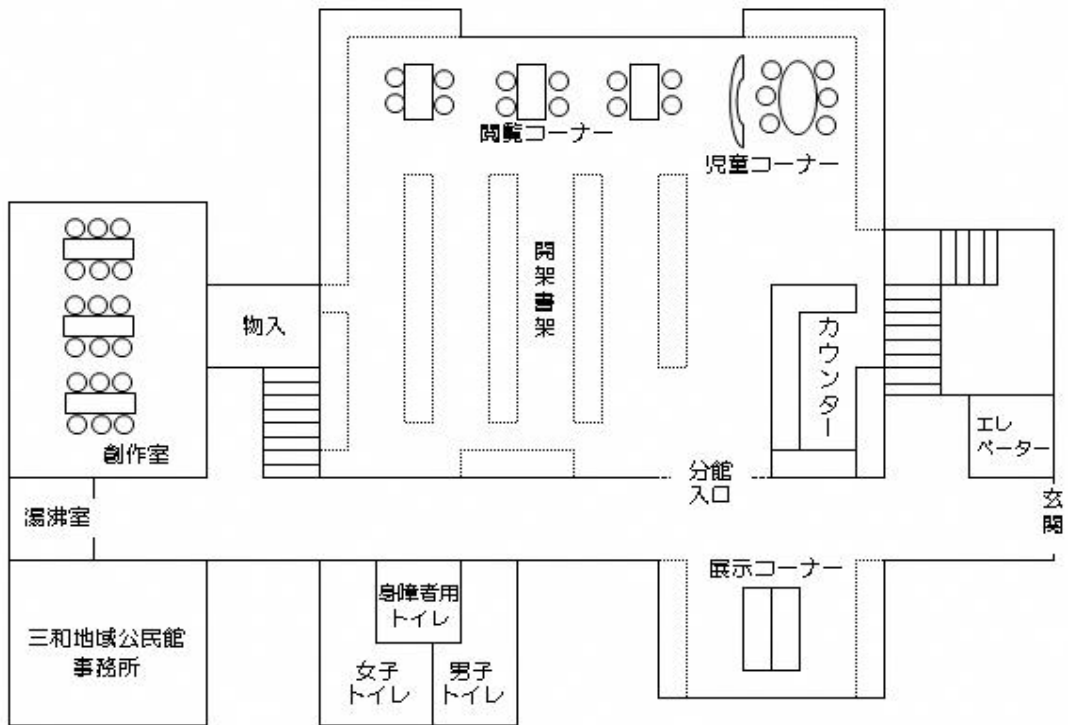 閲覧コーナー
児童コーナー
開架書架
物入
カウンター
創作室
エレ
ベーター
分館
入口
湯沸室
玄関
展示コーナー
身障者用
トイレ
三和地域公民館
事務所
女子
トイレ
男子
トイレ